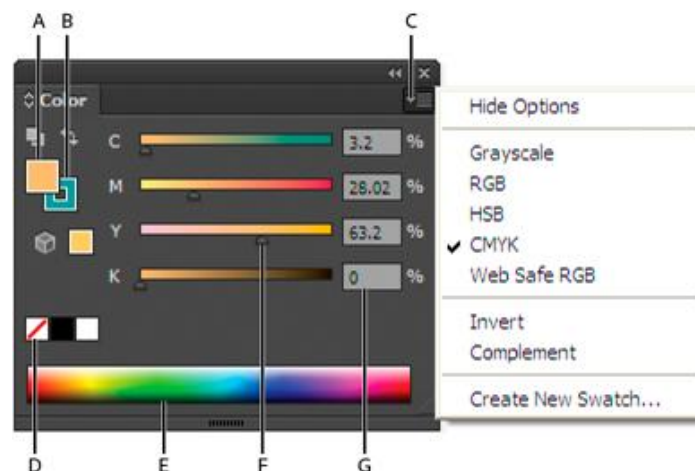 A B C
Color
C 3.2 %
M 28.02 %
Y 63.2 %
K 0 %
D E F G
Hide Options
Grayscale
RGB
HSB
CMYK
Web Safe RGB
Invert
Complement
Create New Swatch...